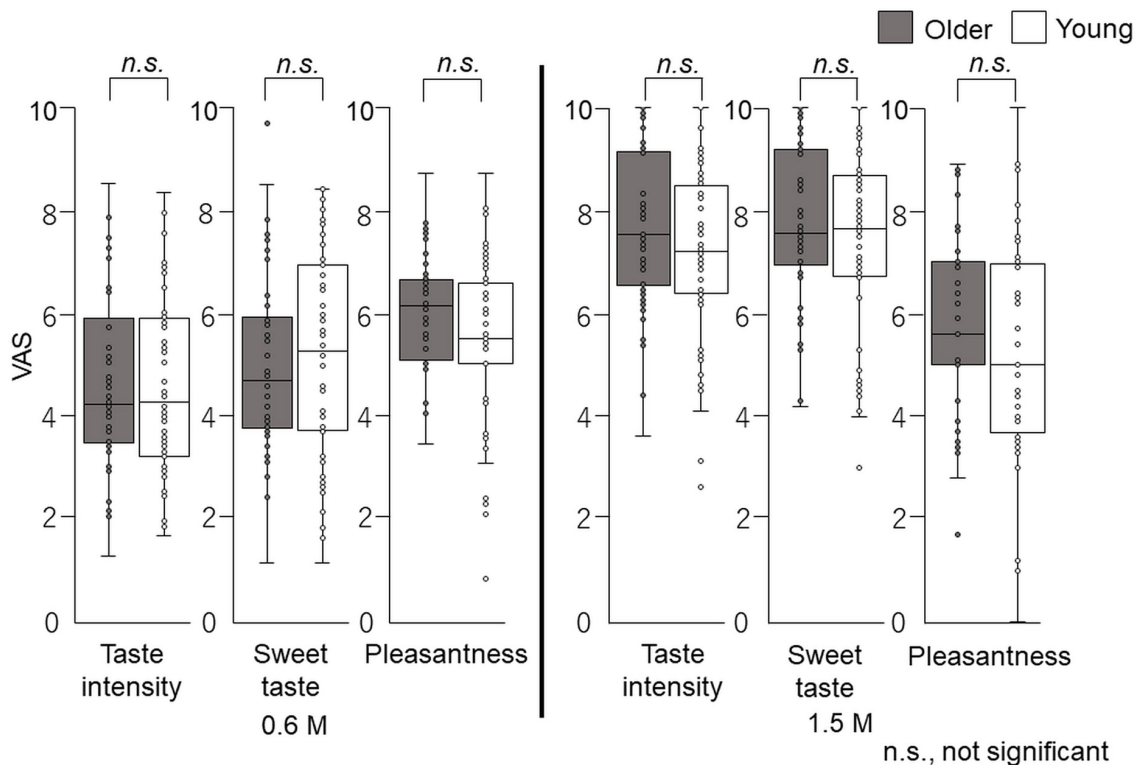 Older Young
n.s. n.s. n.s. n.s. n.s. n.s.
10 10 10 10 10 10
8 8 8 8 8 8
6 6 6 6 6 6
VAS
4 4 4 4 4 4
2 2 2 2 2 2
0 0 0 0 0 0
Taste intensity
Sweet taste
Pleasantness
0.6 M
Taste intensity
Sweet taste
Pleasantness
1.5 M
n.s., not significant